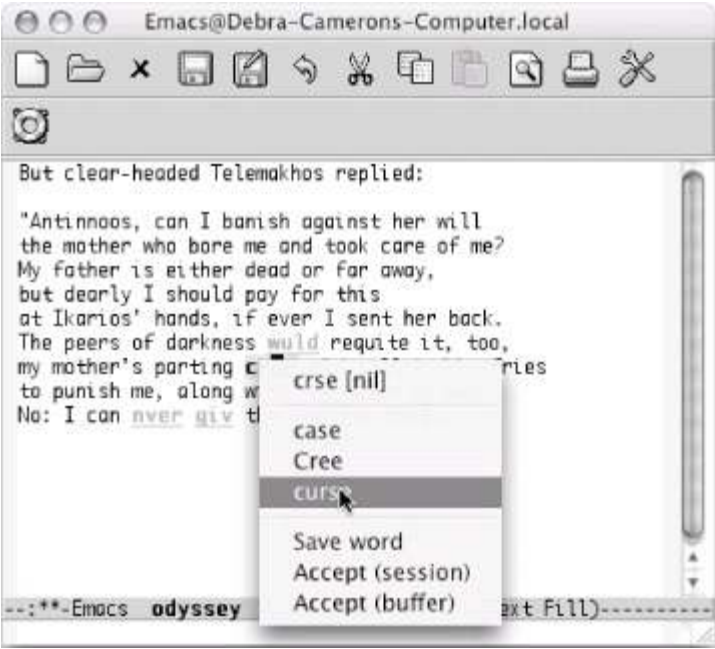 Emacs@Debra-Camerons-Computer.local
But clear-headed Telemakhos replied:
"Antinnoos, can I banish against her will
the mother who bore me and took care of me?
My father is either dead or far away,
but dearly I should pay for this
at Ikarios' hands, if ever I sent her back.
The peers of darkness wuld requite it, too,
my mother's parting c ries
to punish me, along w
No: I can nver giv th
crse [nil]
case
Cree
curse
Save word
Accept (session)
Accept (buffer)
--:**-Emacs odyssey ext Fill)---------